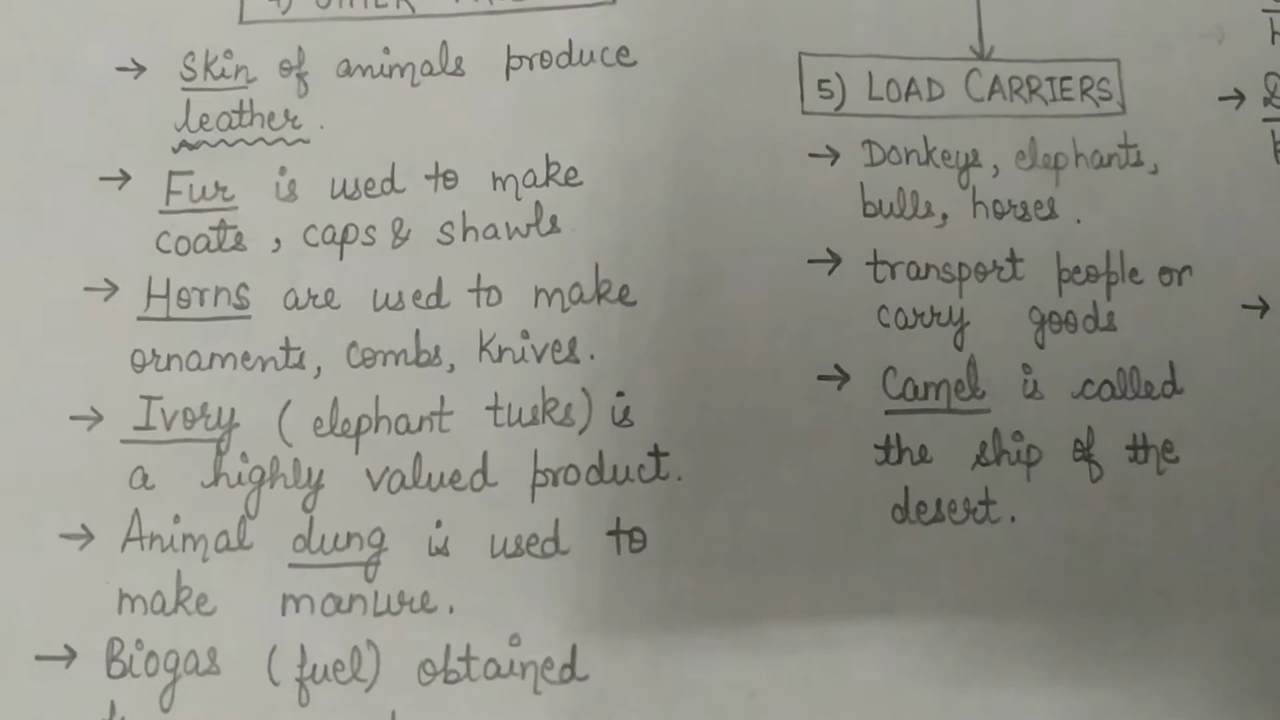 → Skin of animals produce
leather.
→ Fur is used to make
coats, caps & shawls
→ Horns are used to make
ornaments, combs, knives.
→ Ivory (elephant tusks) is
a highly valued product.
→ Animal dung is used to
make manure.
→ Biogas (fuel) obtained
5) LOAD CARRIERS
→ Donkeys, elephants,
bulls, horses.
→ transport people or
carry goods
→ Camel is called
the ship of the
desert.